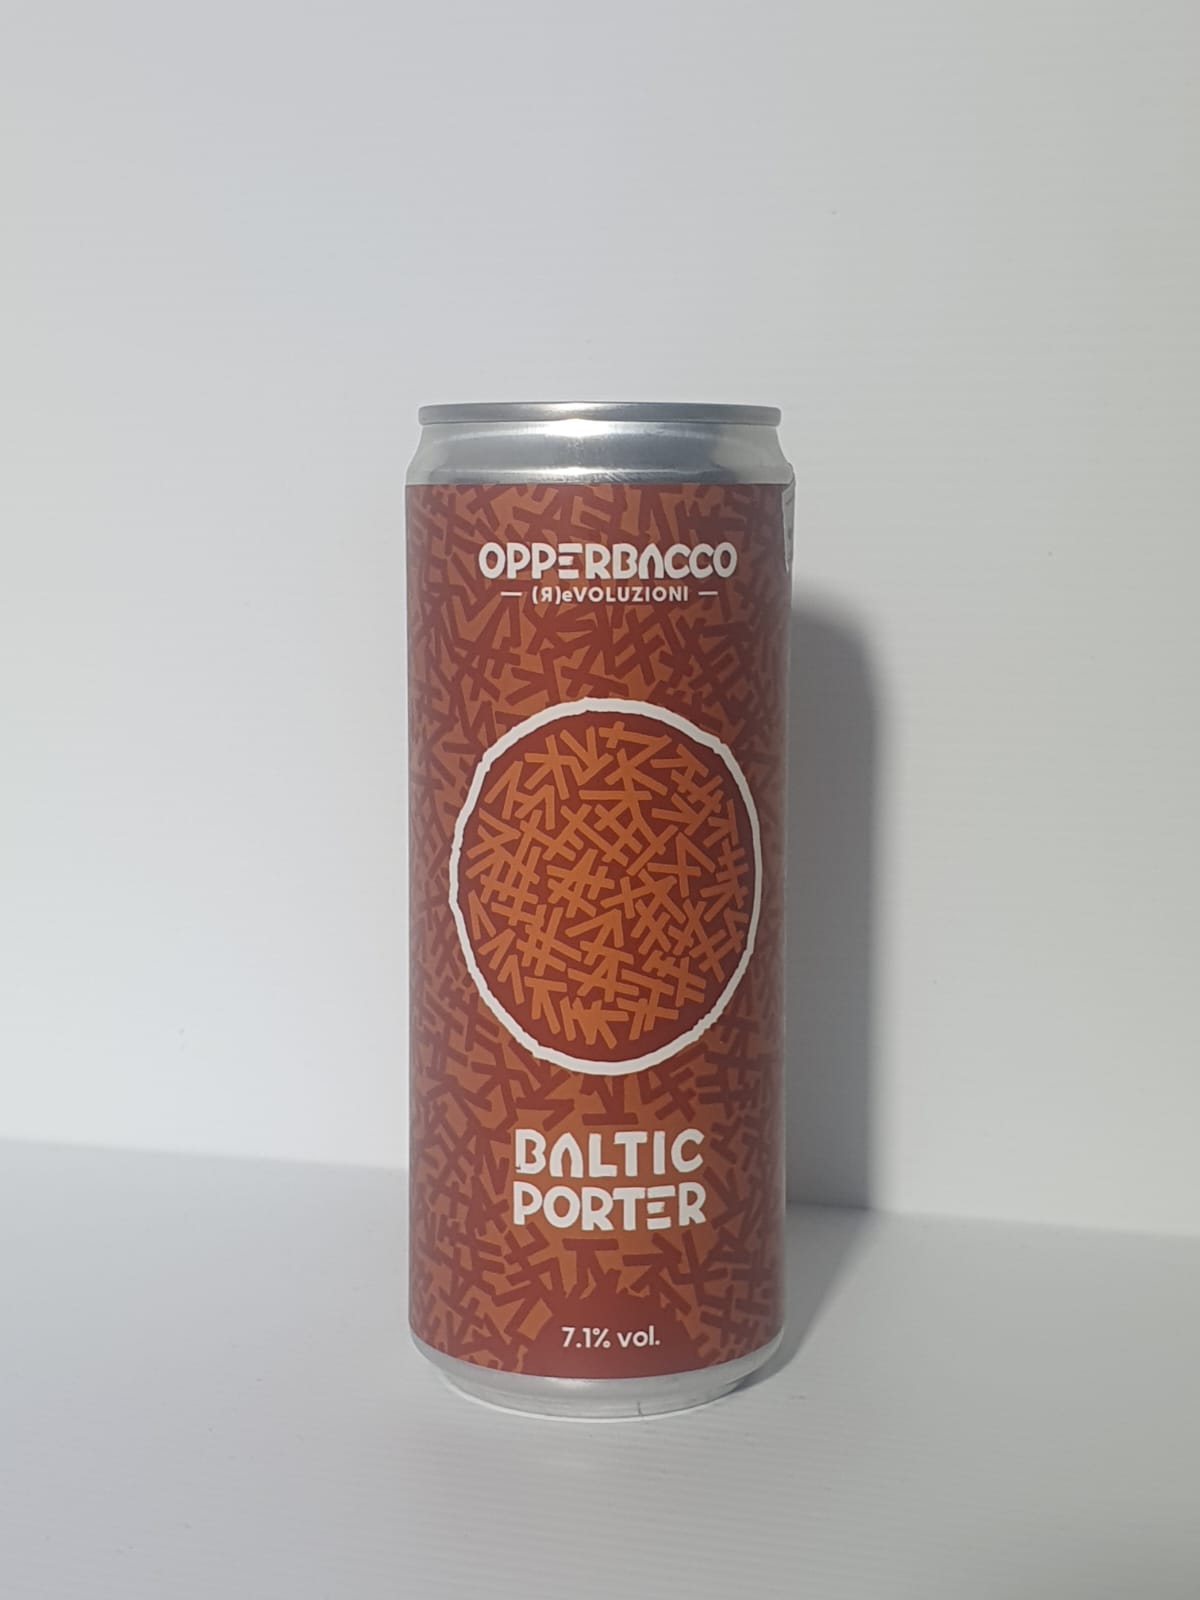 OPPERBACCO
— (Я)eVOLUZIONI —
BALTIC
PORTER
7.1% vol.